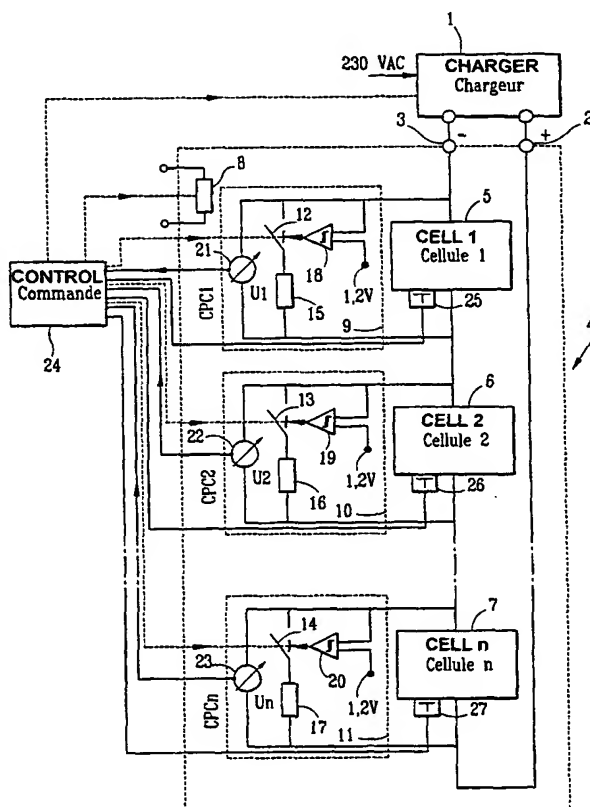 1
230 VAC
CHARGER
Chargeur
3
-
+
2
8
12
5
21
CELL 1
Cellule 1
18
CONTROL
Commande
CPC1
U1
15
1,2V
25
9
24
4
13
6
22
CELL 2
Cellule 2
19
CPC2
U2
16
1,2V
26
10
7
14
23
CELL n
Cellule n
20
CPCn
Un
17
1,2V
27
11